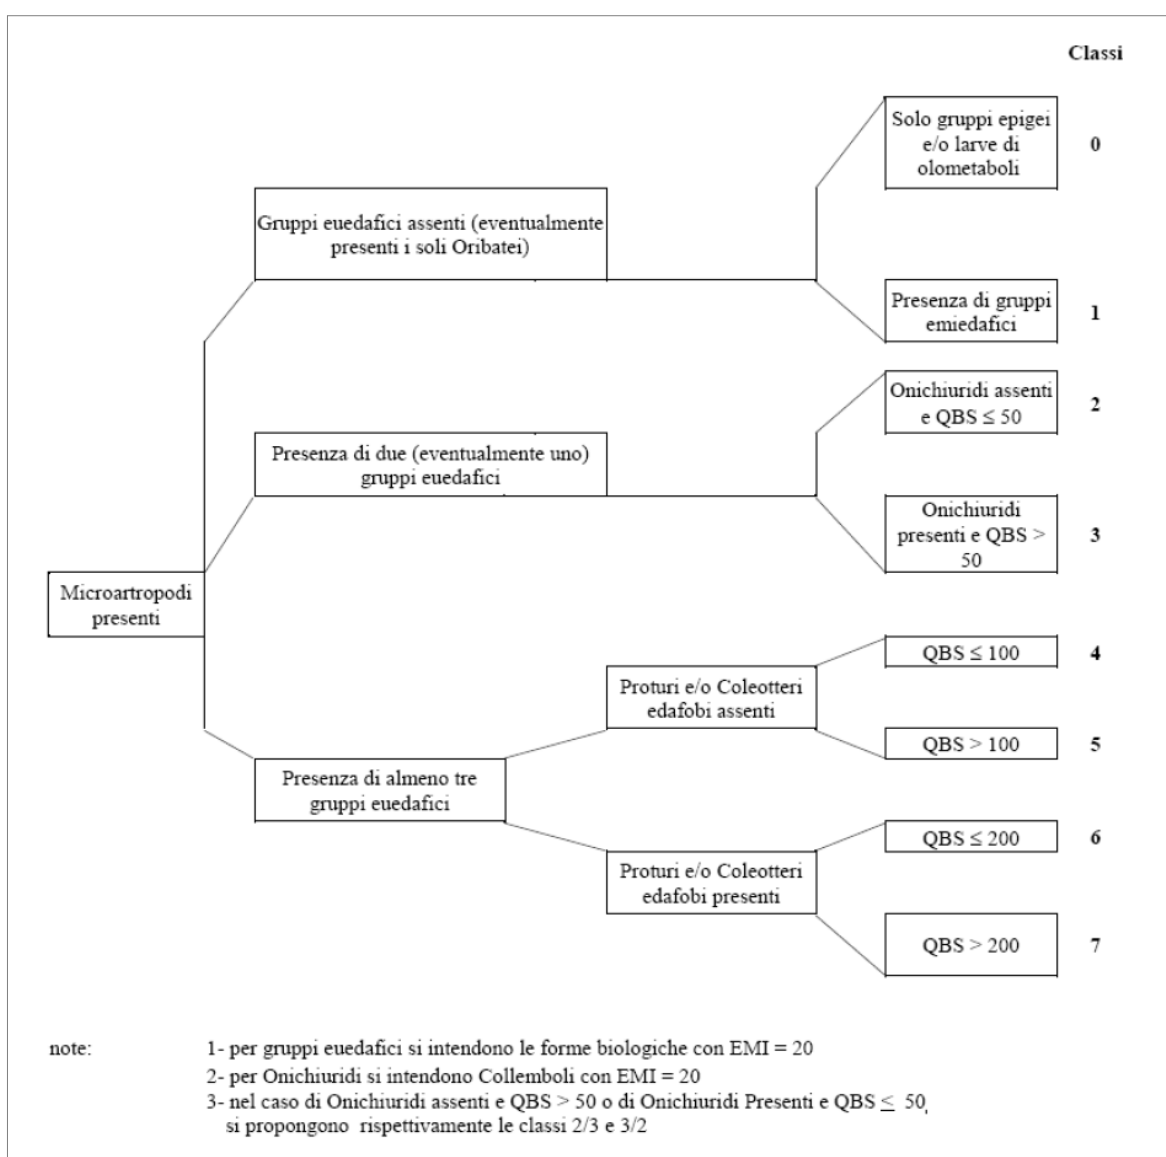 Classi
Solo gruppi epigei
e/o larve di
olometaboli
0
Gruppi euedafici assenti (eventualmente
presenti i soli Oribatei)
Presenza di gruppi
emiedafici
1
Onichiuridi assenti
e QBS ≤ 50
2
Presenza di due (eventualmente uno)
gruppi euedafici
Onichiuridi
presenti e QBS >
50
3
Microartropodi
presenti
QBS ≤ 100
4
Proturi e/o Coleotteri
edafobi assenti
QBS > 100
5
Presenza di almeno tre
gruppi euedafici
QBS ≤ 200
6
Proturi e/o Coleotteri
edafobi presenti
QBS > 200
7
note:
1- per gruppi euedafici si intendono le forme biologiche con EMI = 20
2- per Onichiuridi si intendono Collemboli con EMI = 20
3- nel caso di Onichiuridi assenti e QBS > 50 o di Onichiuridi Presenti e QBS ≤ 50,
si propongono rispettivamente le classi 2/3 e 3/2